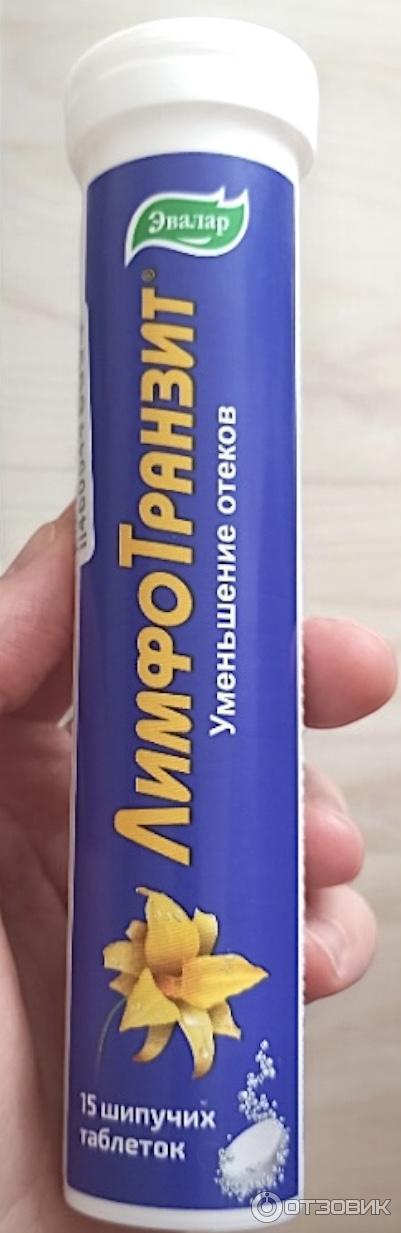 Эвалар
ЛИМФОТРАНЗИТ®
Уменьшение отеков
15 шипучих
таблеток
ОТЗОВИК